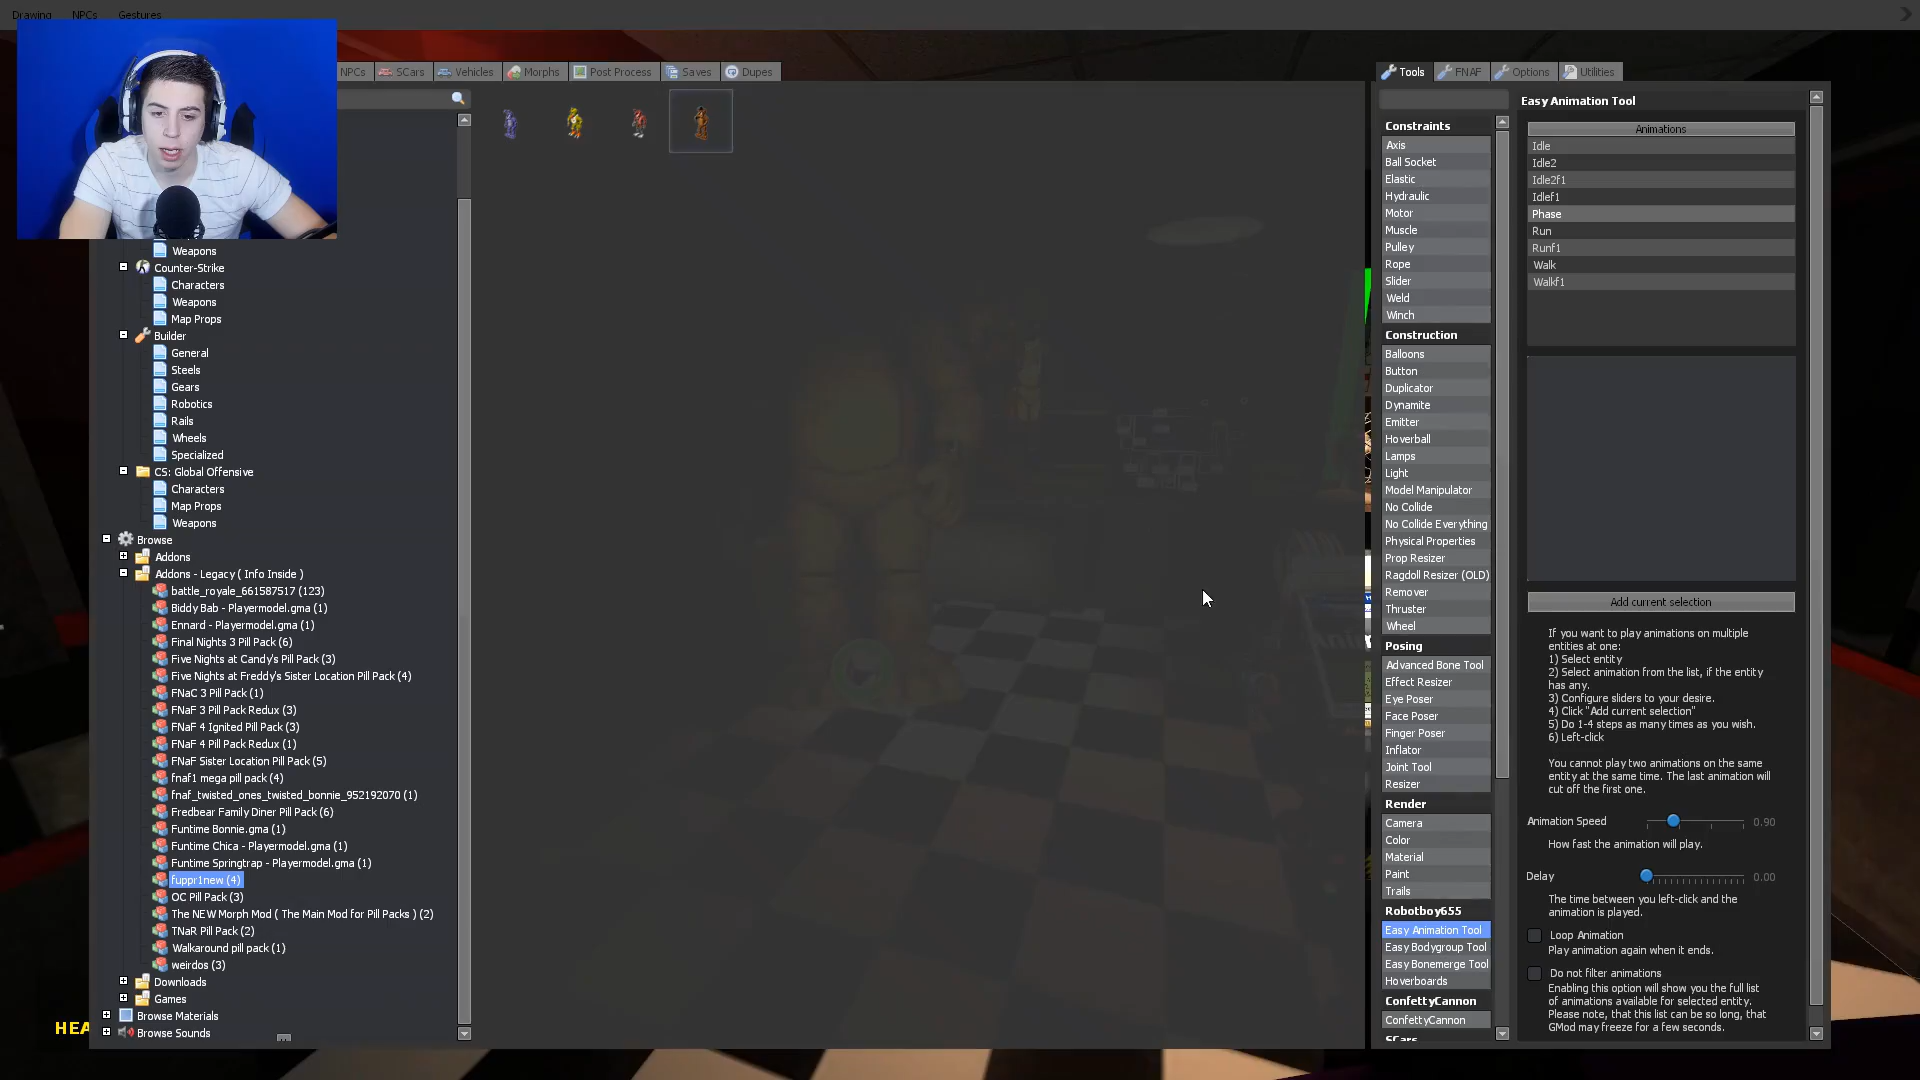 Drawing NPCs Gestures
NPCs SCars Vehicles Morphs Post Process Saves Dupes
Weapons
Counter-Strike
Characters
Weapons
Map Props
Builder
General
Steels
Gears
Robotics
Rails
Wheels
Specialized
CS: Global Offensive
Characters
Map Props
Weapons
Browse
Addons
Addons - Legacy ( Info Inside )
battle_royale_661587517 (123)
Biddy Bab - Playermodel.gma (1)
Ennard - Playermodel.gma (1)
Final Nights 3 Pill Pack (6)
Five Nights at Candy's Pill Pack (3)
Five Nights at Freddy's Sister Location Pill Pack (4)
FNaC 3 Pill Pack (1)
FNaF 3 Pill Pack Redux (3)
FNaF 4 Ignited Pill Pack (3)
FNaF 4 Pill Pack Redux (1)
FNaF Sister Location Pill Pack (5)
fnaf1 mega pill pack (4)
fnaf_twisted_ones_twisted_bonnie_952192070 (1)
Fredbear Family Diner Pill Pack (6)
Funtime Bonnie.gma (1)
Funtime Chica - Playermodel.gma (1)
Funtime Springtrap - Playermodel.gma (1)
fuppr1new (4)
OC Pill Pack (3)
The NEW Morph Mod ( The Main Mod for Pill Packs ) (2)
TNaR Pill Pack (2)
Walkaround pill pack (1)
weirdos (3)
Downloads
Games
Browse Materials
Browse Sounds
HEA
Tools FNAF Options Utilities
Constraints
Axis
Ball Socket
Elastic
Hydraulic
Motor
Muscle
Pulley
Rope
Slider
Weld
Winch
Construction
Balloons
Button
Duplicator
Dynamite
Emitter
Hoverball
Lamps
Light
Model Manipulator
No Collide
No Collide Everything
Physical Properties
Prop Resizer
Ragdoll Resizer (OLD)
Remover
Thruster
Wheel
Posing
Advanced Bone Tool
Effect Resizer
Eye Poser
Face Poser
Finger Poser
Inflator
Joint Tool
Resizer
Render
Camera
Color
Material
Paint
Trails
Robotboy655
Easy Animation Tool
Easy Bodygroup Tool
Easy Bonemerge Tool
Hoverboards
ConfettyCannon
ConfettyCannon
SCars
Easy Animation Tool
Animations
Idle
Idle2
Idle2f1
Idlef1
Phase
Run
Runf1
Walk
Walkf1
Add current selection
If you want to play animations on multiple
entities at one:
1) Select entity
2) Select animation from the list, if the entity
has any.
3) Configure sliders to your desire.
4) Click "Add current selection"
5) Do 1-4 steps as many times as you wish.
6) Left-click
You cannot play two animations on the same
entity at the same time. The last animation will
cut off the first one.
Animation Speed 0.90
How fast the animation will play.
Delay 0.00
The time between you left-click and the
animation is played.
Loop Animation
Play animation again when it ends.
Do not filter animations
Enabling this option will show you the full list
of animations available for selected entity.
Please note, that this list can be so long, that
GMod may freeze for a few seconds.